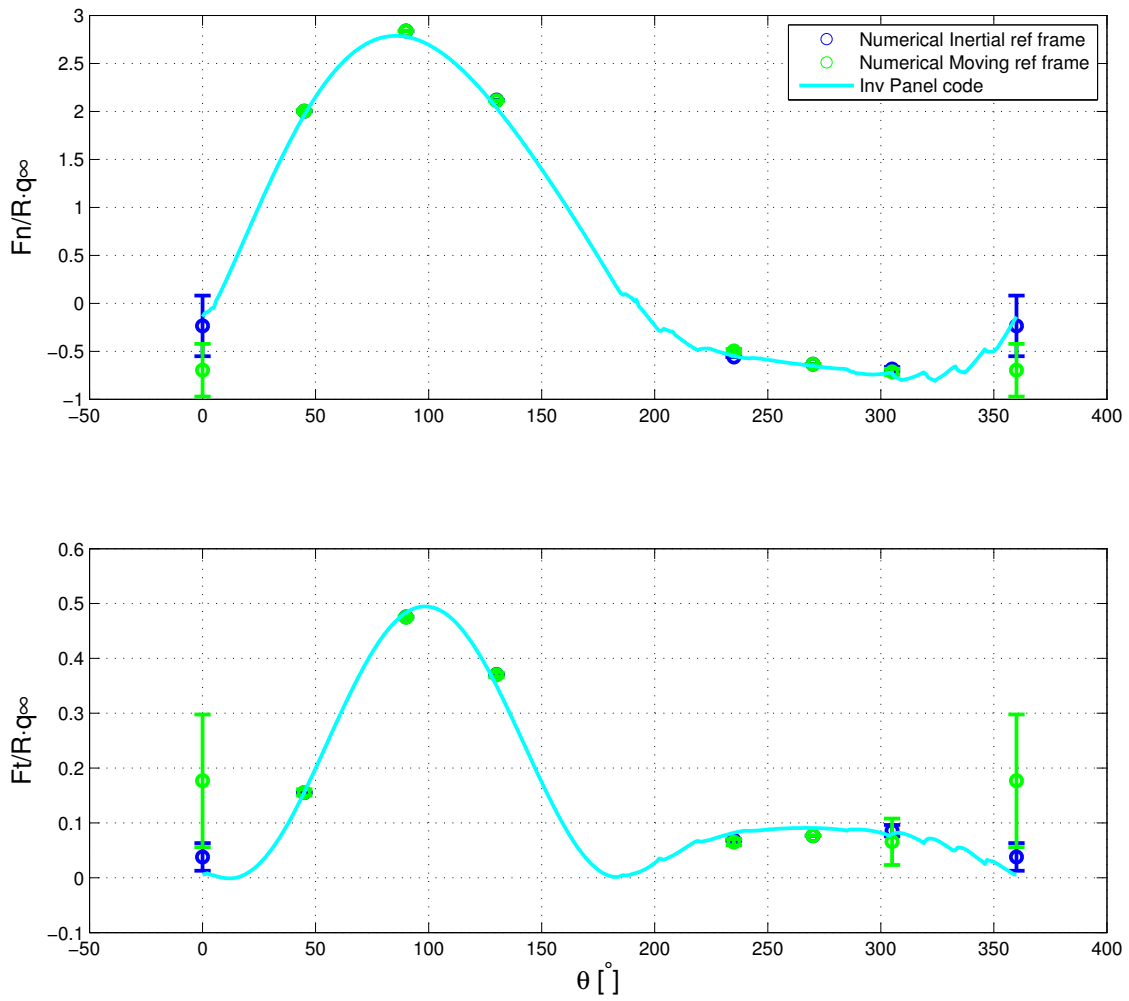 3
2.5
2
1.5
1
0.5
0
−0.5
−1
−50 0 50 100 150 200 250 300 350 400
Fn/R·q∞
Numerical Inertial ref frame
Numerical Moving ref frame
Inv Panel code
0.6
0.5
0.4
0.3
0.2
0.1
0
−0.1
−50 0 50 100 150 200 250 300 350 400
Ft/R·q∞
θ [°]